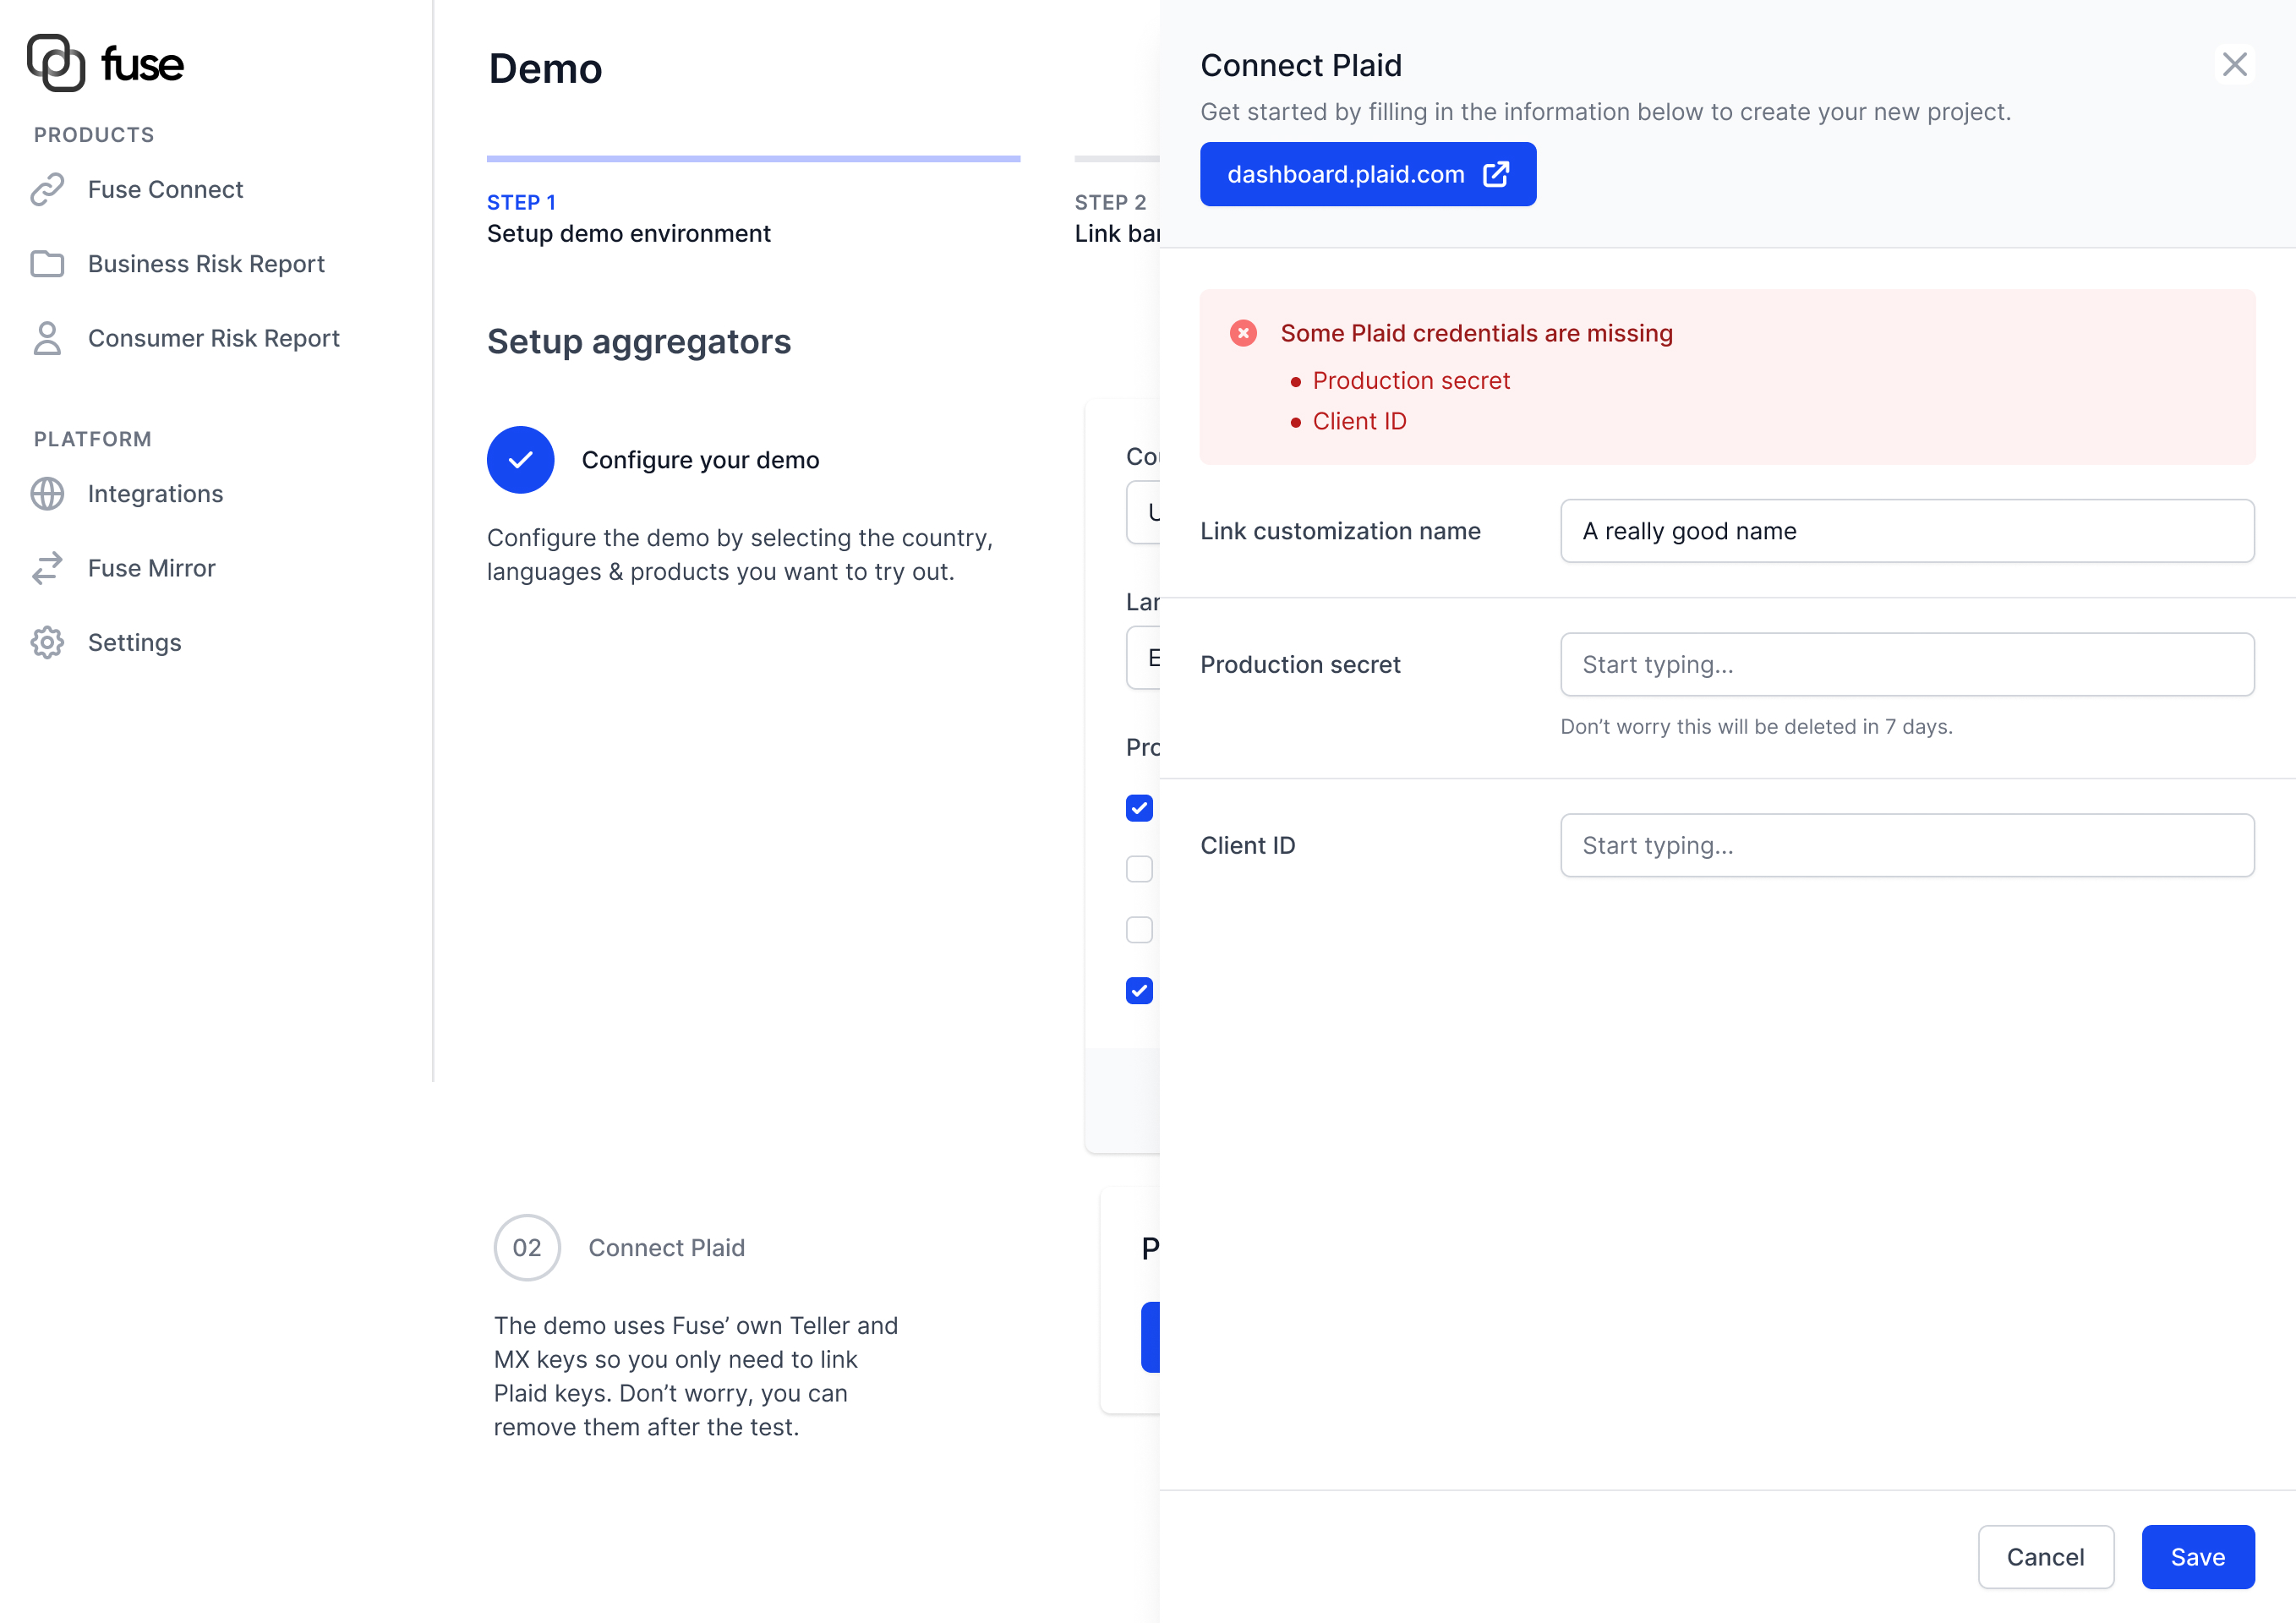 fuse
PRODUCTS
Fuse Connect
Business Risk Report
Consumer Risk Report
PLATFORM
Integrations
Fuse Mirror
Settings
Demo
STEP 1
Setup demo environment
STEP 2
Link
Setup aggregators
Configure your demo
Configure the demo by selecting the country,
languages & products you want to try out.
02
Connect Plaid
The demo uses Fuse’ own Teller and
MX keys so you only need to link
Plaid keys. Don’t worry, you can
remove them after the test.
Connect Plaid
Get started by filling in the information below to create your new project.
dashboard.plaid.com
Some Plaid credentials are missing
• Production secret
• Client ID
Link customization name
A really good name
Production secret
Start typing...
Don’t worry this will be deleted in 7 days.
Client ID
Start typing...
Cancel
Save